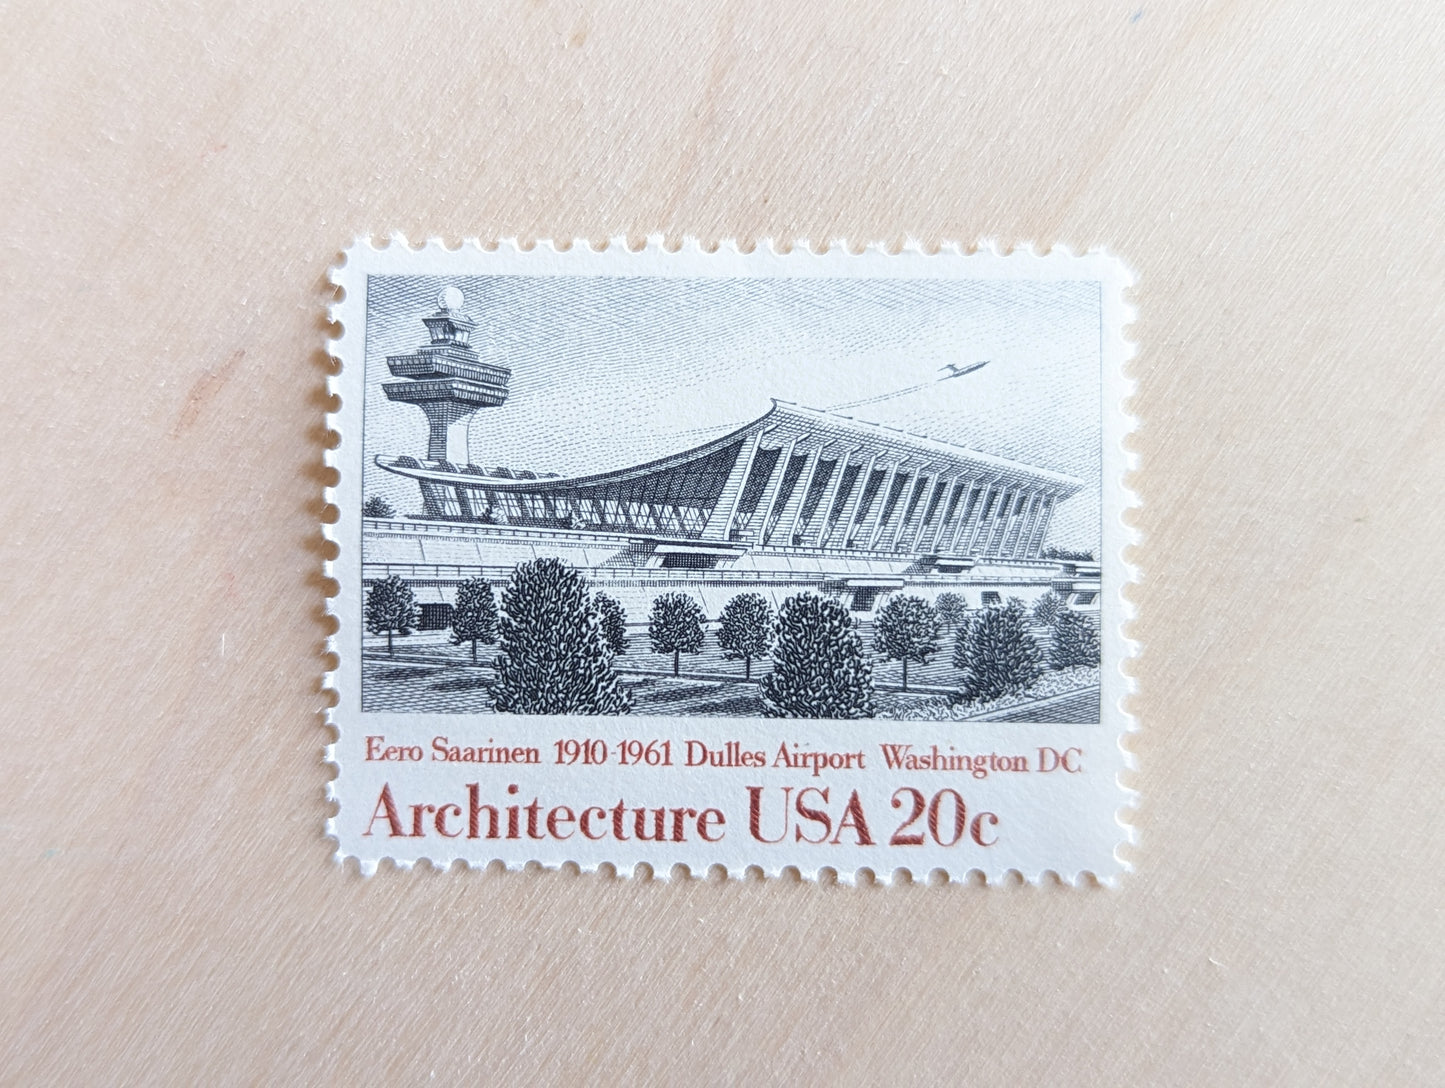 Eero Saarinen 1910-1961 Dulles Airport Washington DC
Architecture USA 20c